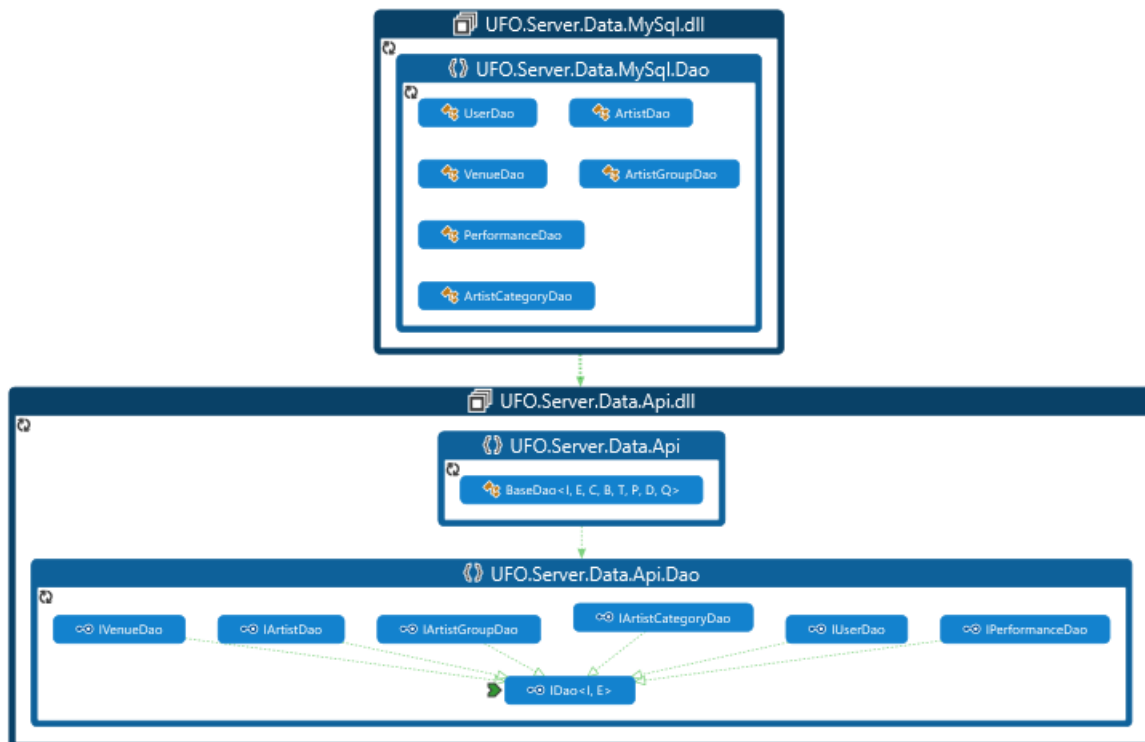 UFO.Server.Data.MySql.dll
UFO.Server.Data.MySql.Dao
UserDao
ArtistDao
VenueDao
ArtistGroupDao
PerformanceDao
ArtistCategoryDao
UFO.Server.Data.Api.dll
UFO.Server.Data.Api
BaseDao<I, E, C, B, T, P, D, Q>
UFO.Server.Data.Api.Dao
IVenueDao
IArtistDao
IArtistGroupDao
IArtistCategoryDao
IUserDao
IPerformanceDao
IDao<I, E>